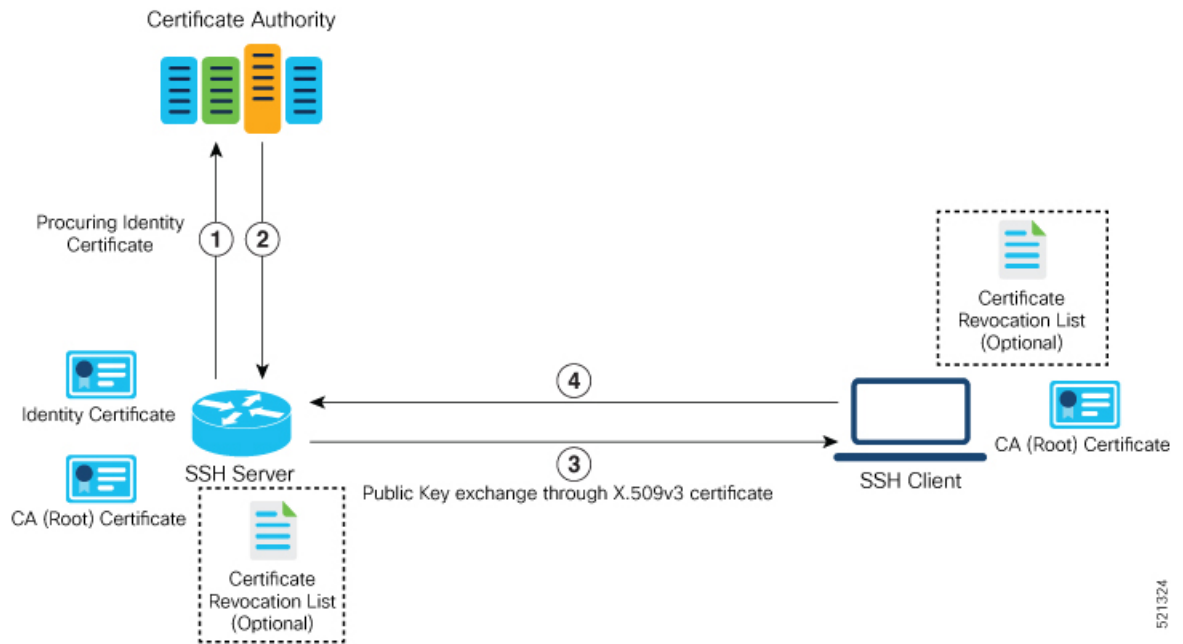 Certificate Authority
Procuring Identity
Certificate
1
2
Certificate
Revocation List
(Optional)
4
Identity Certificate
CA (Root) Certificate
SSH Server
3
SSH Client
Public Key exchange through X.509v3 certificate
CA (Root) Certificate
Certificate
Revocation List
(Optional)
521324